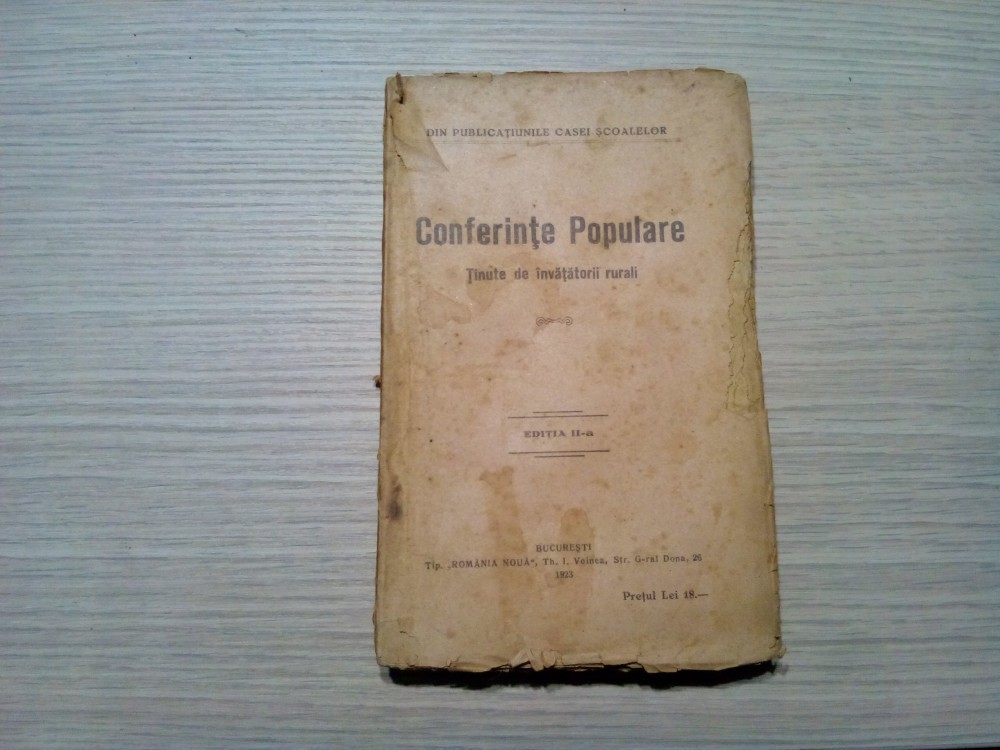 DIN PUBLICAȚIUNILE CASEI ȘCOALELOR
Conferințe Populare
Ținute de învățătorii rurali
EDIȚIA II-a
BUCUREȘTI
Tip. „ROMÂNIA NOUĂ“, Th. I. Voinea, Str. G-ral Dona, 26
1923
Prețul Lei 18.—